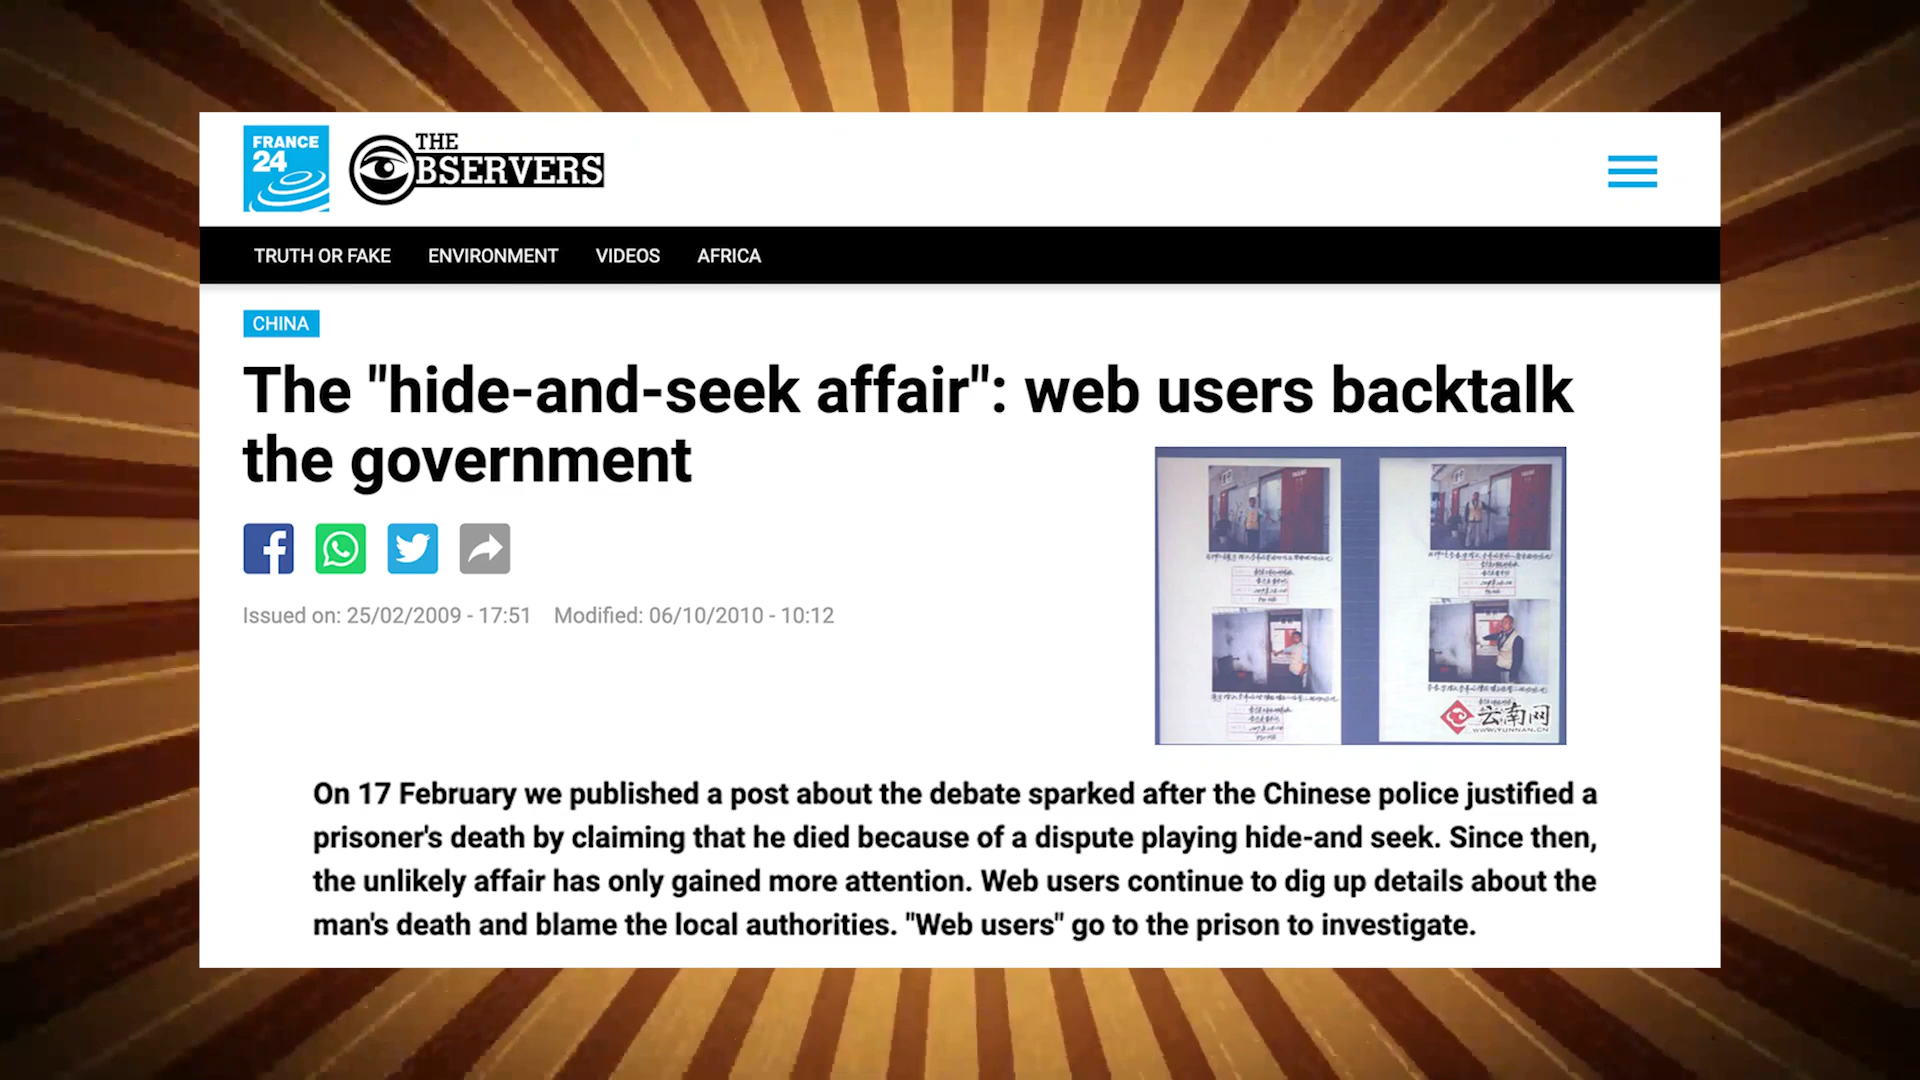 FRANCE
24
THE
OBSERVERS
TRUTH OR FAKE ENVIRONMENT VIDEOS AFRICA
CHINA
The "hide-and-seek affair": web users backtalk
the government
Issued on: 25/02/2009 - 17:51 Modified: 06/10/2010 - 10:12
云南网
WWW.YUNNAN.CN
On 17 February we published a post about the debate sparked after the Chinese police justified a
prisoner's death by claiming that he died because of a dispute playing hide-and seek. Since then,
the unlikely affair has only gained more attention. Web users continue to dig up details about the
man's death and blame the local authorities. "Web users" go to the prison to investigate.